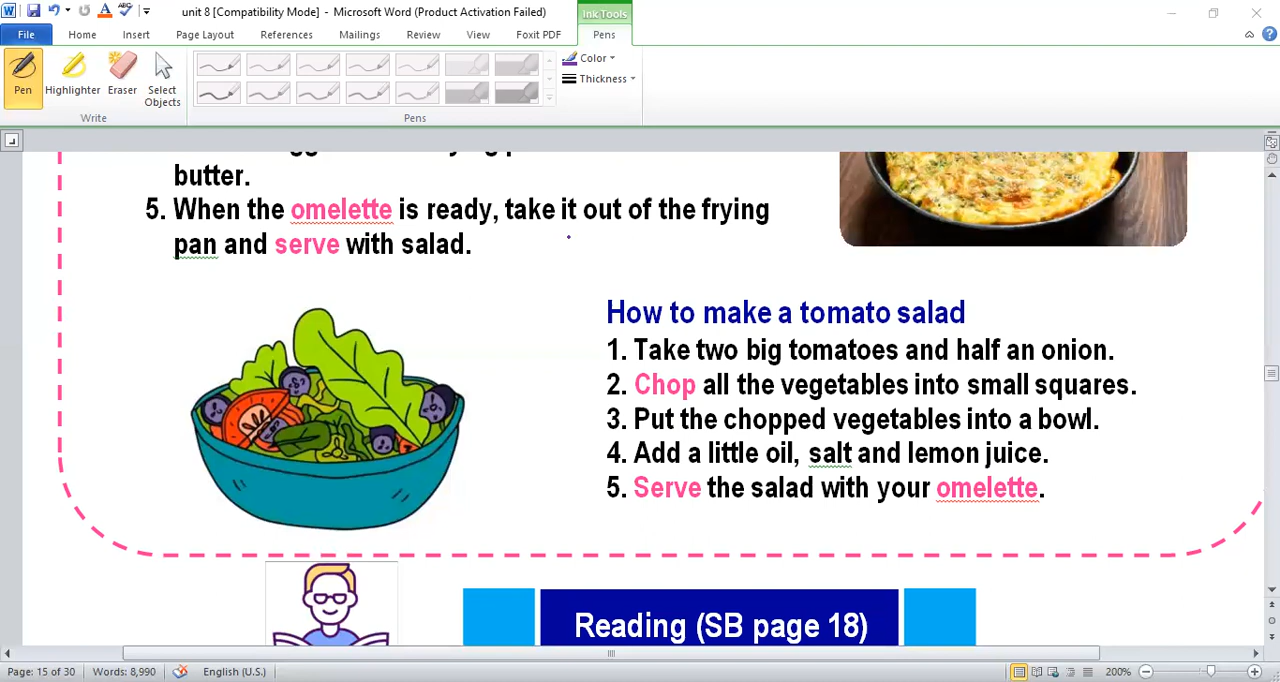 unit 8 [Compatibility Mode] - Microsoft Word (Product Activation Failed)
Ink Tools
File Home Insert Page Layout References Mailings Review View Foxit PDF Pens
Pen Highlighter Eraser Select Objects
Color
Thickness
Write Pens
butter.
5. When the omelette is ready, take it out of the frying
pan and serve with salad.
How to make a tomato salad
1. Take two big tomatoes and half an onion.
2. Chop all the vegetables into small squares.
3. Put the chopped vegetables into a bowl.
4. Add a little oil, salt and lemon juice.
5. Serve the salad with your omelette.
Reading (SB page 18)
Page: 15 of 30 Words: 8,990 English (U.S.) 200%